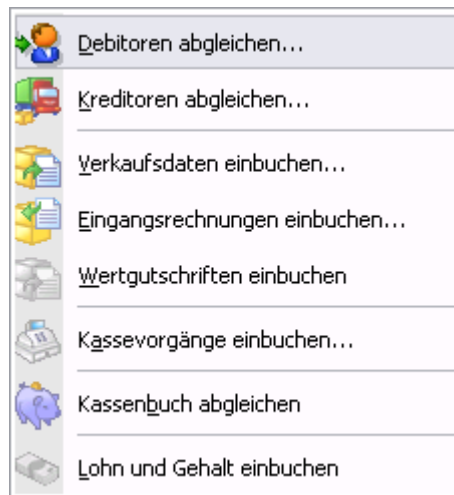 Debitoren abgleichen...
Kreditoren abgleichen...
Verkaufsdaten einbuchen...
Eingangsrechnungen einbuchen...
Wertgutschriften einbuchen
Kassevorgänge einbuchen...
Kassenbuch abgleichen
Lohn und Gehalt einbuchen